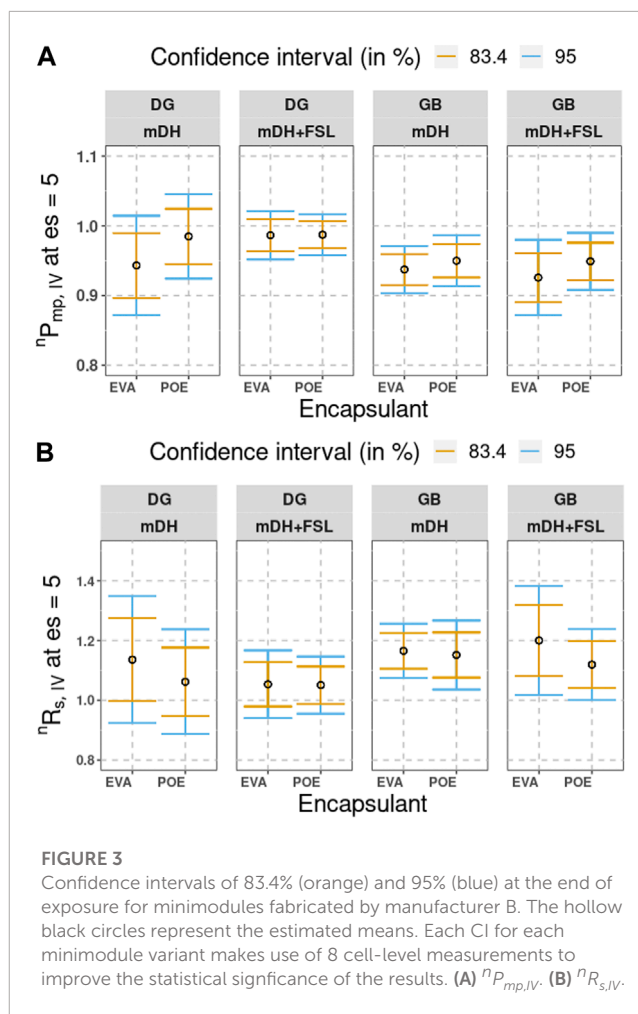 A
Confidence interval (in %) 83.4 95
DG DG GB GB
mDH mDH+FSL mDH mDH+FSL
1.1
1.0
0.9
0.8
ⁿP_mp, IV at es = 5
EVA POE EVA POE EVA POE EVA POE
Encapsulant
B
Confidence interval (in %) 83.4 95
DG DG GB GB
mDH mDH+FSL mDH mDH+FSL
1.4
1.2
1.0
0.8
ⁿR_s, IV at es = 5
EVA POE EVA POE EVA POE EVA POE
Encapsulant
FIGURE 3
Confidence intervals of 83.4% (orange) and 95% (blue) at the end of
exposure for minimodules fabricated by manufacturer B. The hollow
black circles represent the estimated means. Each CI for each
minimodule variant makes use of 8 cell-level measurements to
improve the statistical signficance of the results. (A) ⁿP_mp,IV. (B) ⁿR_s,IV.